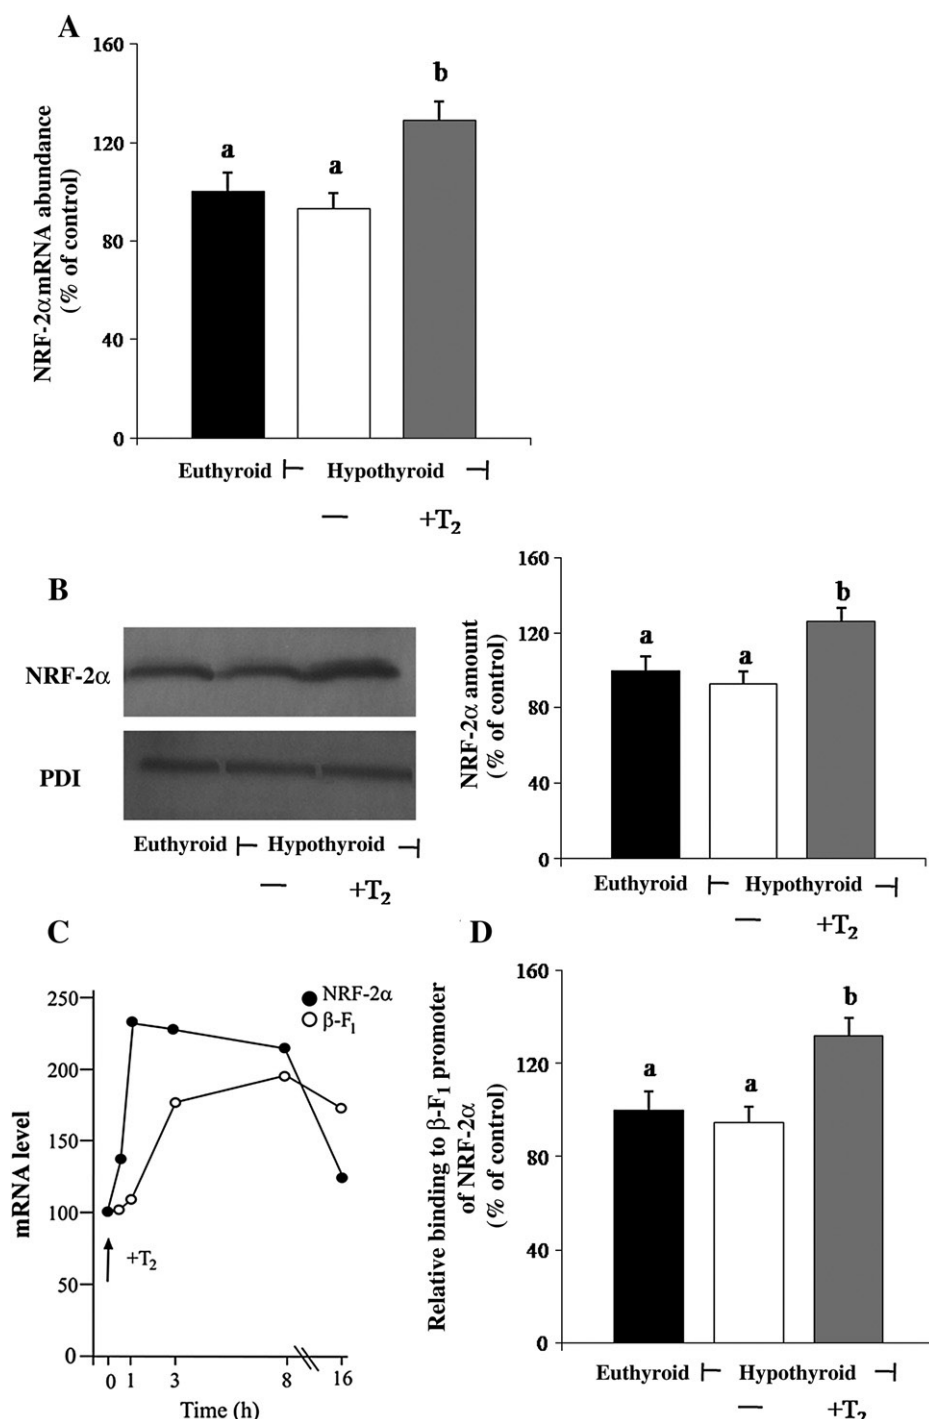 A
NRF-2αmRNA abundance
(% of control)
160
120
80
40
0
a
a
b
Euthyroid Hypothyroid
— +T₂
B
NRF-2α
PDI
Euthyroid Hypothyroid
— +T₂
NRF-2α amount
(% of control)
160
120
80
40
0
a
a
b
Euthyroid Hypothyroid
— +T₂
C
mRNA level
250
200
150
100
50
0
NRF-2α
β-F₁
+T₂
0 1 3 8 16
Time (h)
D
Relative binding to β-F₁ promoter
of NRF-2α
(% of control)
160
120
80
40
0
a
a
b
Euthyroid Hypothyroid
— +T₂